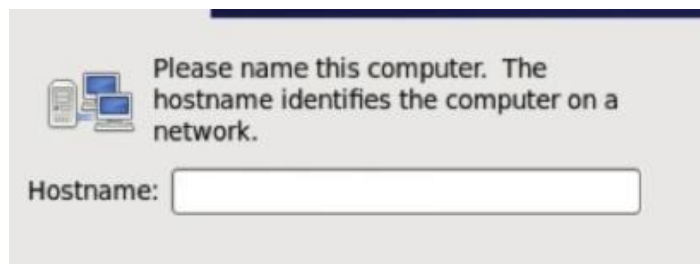 Please name this computer.  The
hostname identifies the computer on a
network.
Hostname: